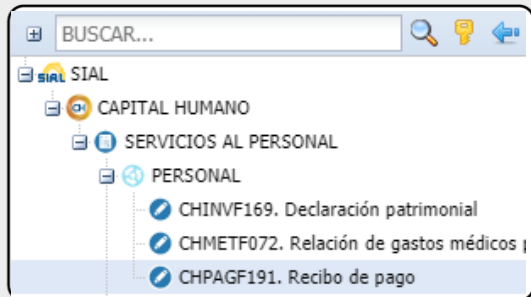 BUSCAR...
SIAL SIAL
CAPITAL HUMANO
SERVICIOS AL PERSONAL
PERSONAL
CHINVF169. Declaración patrimonial
CHMETF072. Relación de gastos médicos
CHPAGF191. Recibo de pago